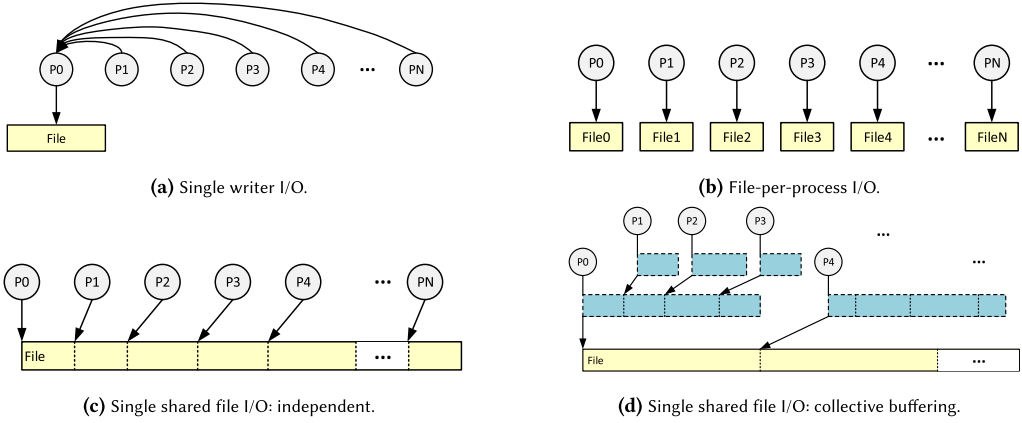 P0 P1 P2 P3 P4 ... PN
File
(a) Single writer I/O.
P0 P1 P2 P3 P4 ... PN
File0 File1 File2 File3 File4 ... FileN
(b) File-per-process I/O.
P0 P1 P2 P3 P4 ... PN
File ...
(c) Single shared file I/O: independent.
P1 P2 P3 ...
P0 P4 ...
File ...
(d) Single shared file I/O: collective buffering.